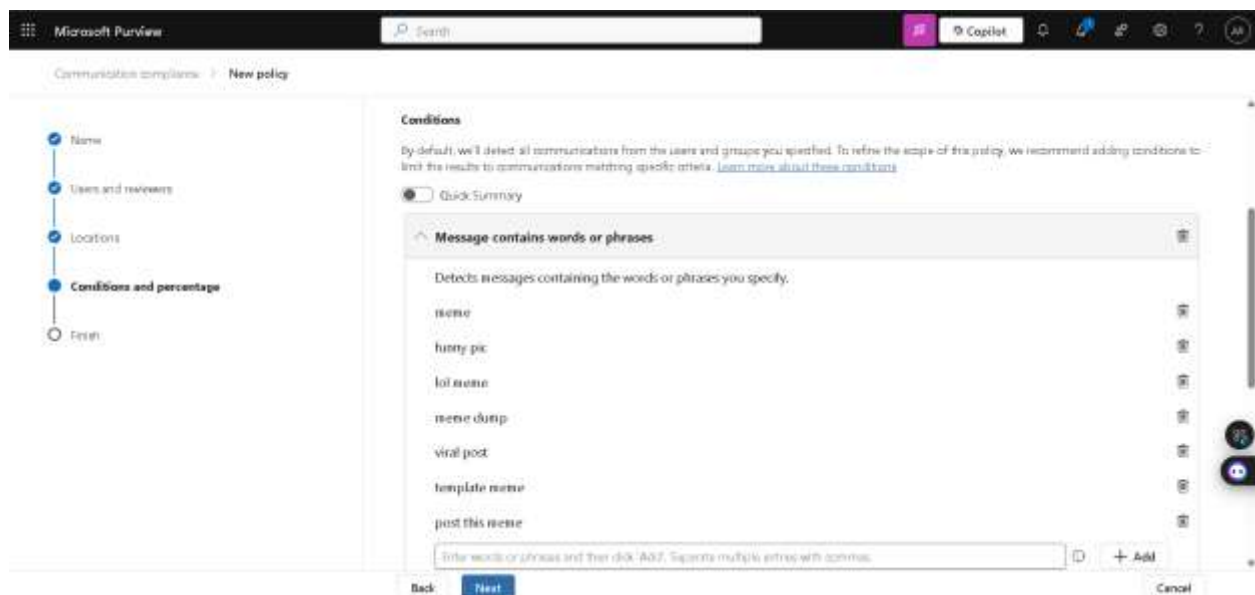 Microsoft Purview
Search
Copilot
?
AR
Communication compliance > New policy
Name
Users and reviewers
Locations
Conditions and percentage
Finish
Conditions
By default, we'll detect all communications from the users and groups you specified. To refine the scope of this policy, we recommend adding conditions to
limit the results to communications matching specific criteria. Learn more about these conditions
Quick Summary
Message contains words or phrases
Detects messages containing the words or phrases you specify.
meme
funny pic
lol meme
meme dump
viral post
template meme
post this meme
Enter words or phrases and then click 'Add'. Separate multiple entries with commas.
+ Add
Back
Next
Cancel